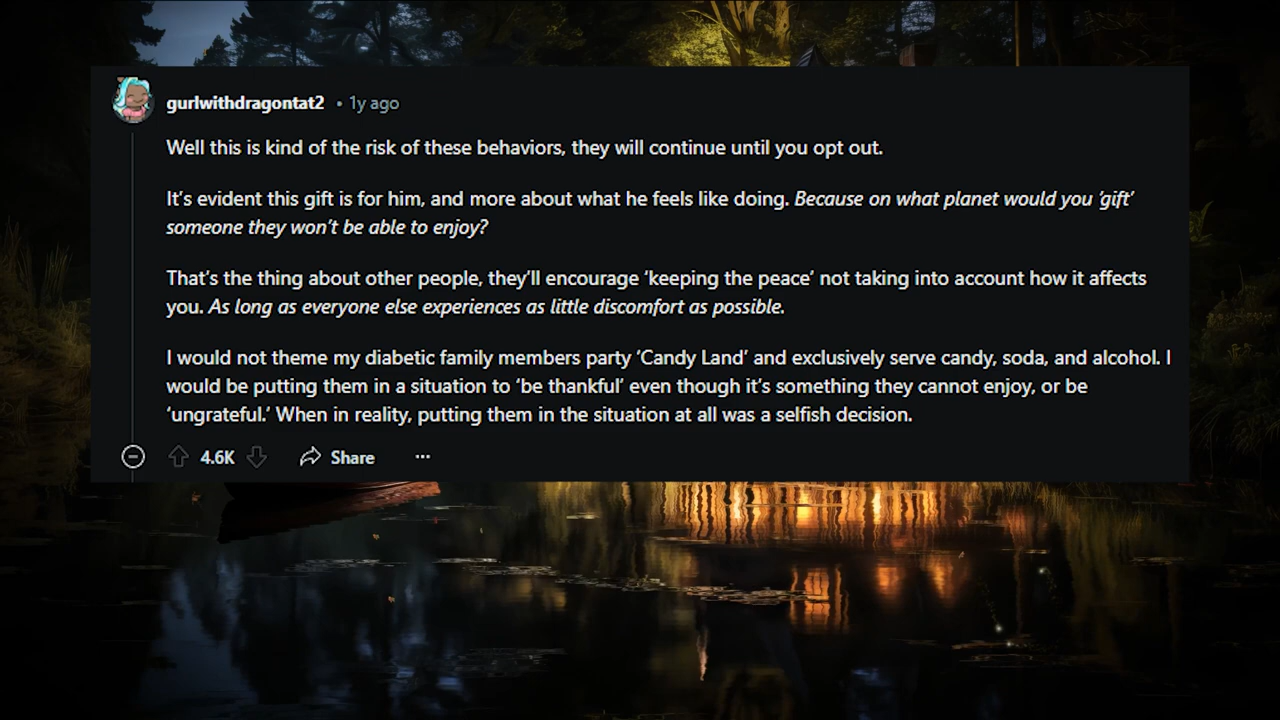 gurlwithdragontat2 • 1y ago
Well this is kind of the risk of these behaviors, they will continue until you opt out.
It’s evident this gift is for him, and more about what he feels like doing. Because on what planet would you ‘gift’
someone they won’t be able to enjoy?
That’s the thing about other people, they’ll encourage ‘keeping the peace’ not taking into account how it affects
you. As long as everyone else experiences as little discomfort as possible.
I would not theme my diabetic family members party ‘Candy Land’ and exclusively serve candy, soda, and alcohol. I
would be putting them in a situation to ‘be thankful’ even though it’s something they cannot enjoy, or be
‘ungrateful.’ When in reality, putting them in the situation at all was a selfish decision.
4.6K Share